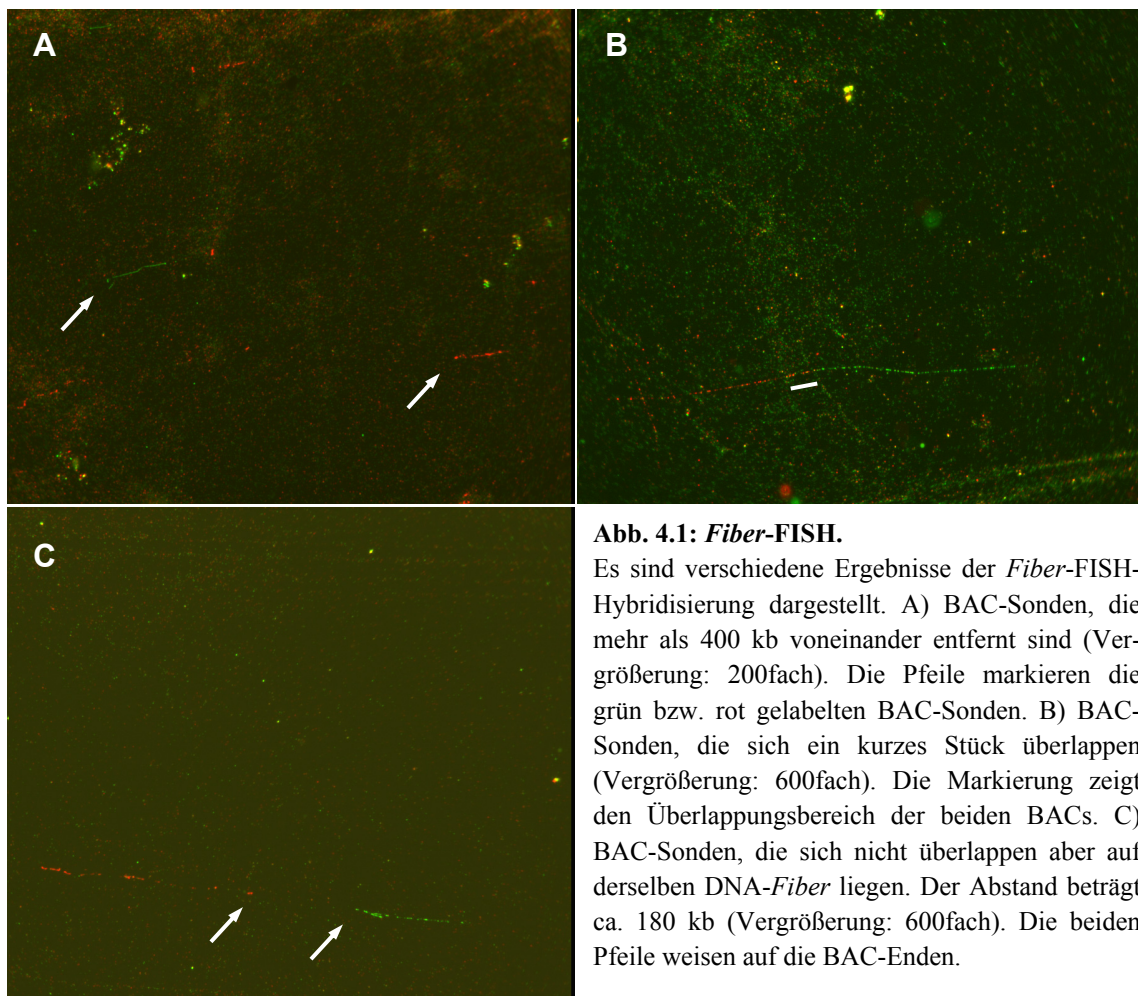 A
B
C
Abb. 4.1: Fiber-FISH.
Es sind verschiedene Ergebnisse der Fiber-FISH-
Hybridisierung dargestellt. A) BAC-Sonden, die
mehr als 400 kb voneinander entfernt sind (Ver-
größerung: 200fach). Die Pfeile markieren die
grün bzw. rot gelabelten BAC-Sonden. B) BAC-
Sonden, die sich ein kurzes Stück überlappen
(Vergrößerung: 600fach). Die Markierung zeigt
den Überlappungsbereich der beiden BACs. C)
BAC-Sonden, die sich nicht überlappen aber auf
derselben DNA-Fiber liegen. Der Abstand beträgt
ca. 180 kb (Vergrößerung: 600fach). Die beiden
Pfeile weisen auf die BAC-Enden.